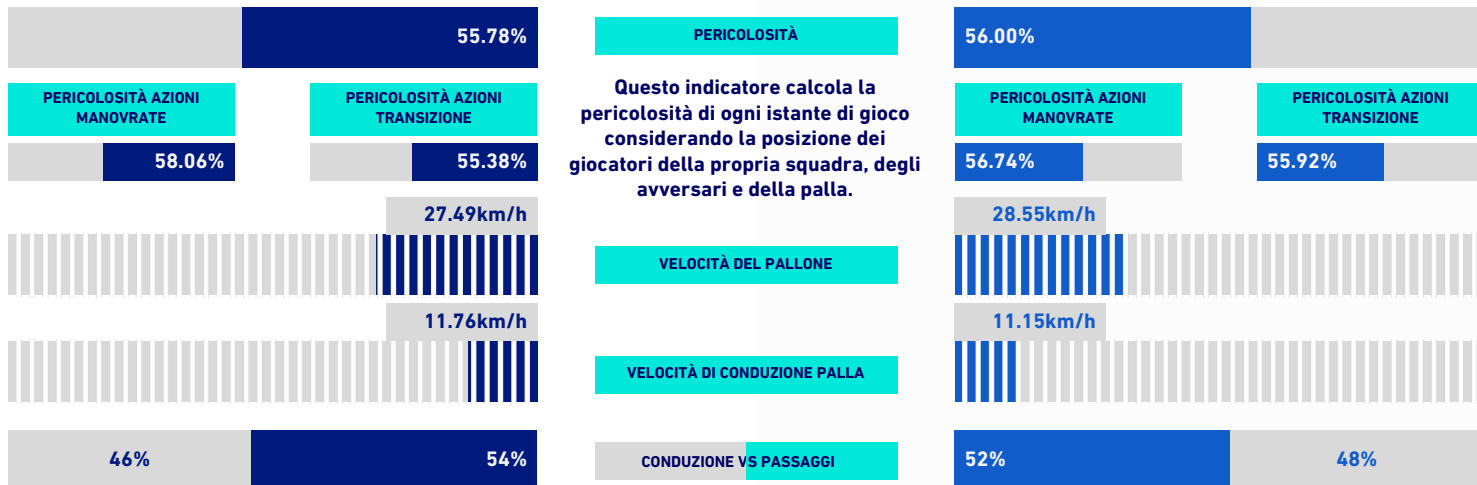 55.78%
PERICOLOSITÀ
56.00%
PERICOLOSITÀ AZIONI
MANOVRATE
PERICOLOSITÀ AZIONI
TRANSIZIONE
58.06%
55.38%
Questo indicatore calcola la
pericolosità di ogni istante di gioco
considerando la posizione dei
giocatori della propria squadra, degli
avversari e della palla.
PERICOLOSITÀ AZIONI
MANOVRATE
PERICOLOSITÀ AZIONI
TRANSIZIONE
56.74%
55.92%
27.49km/h
VELOCITÀ DEL PALLONE
28.55km/h
11.76km/h
VELOCITÀ DI CONDUZIONE PALLA
11.15km/h
46%
54%
CONDUZIONE VS PASSAGGI
52%
48%